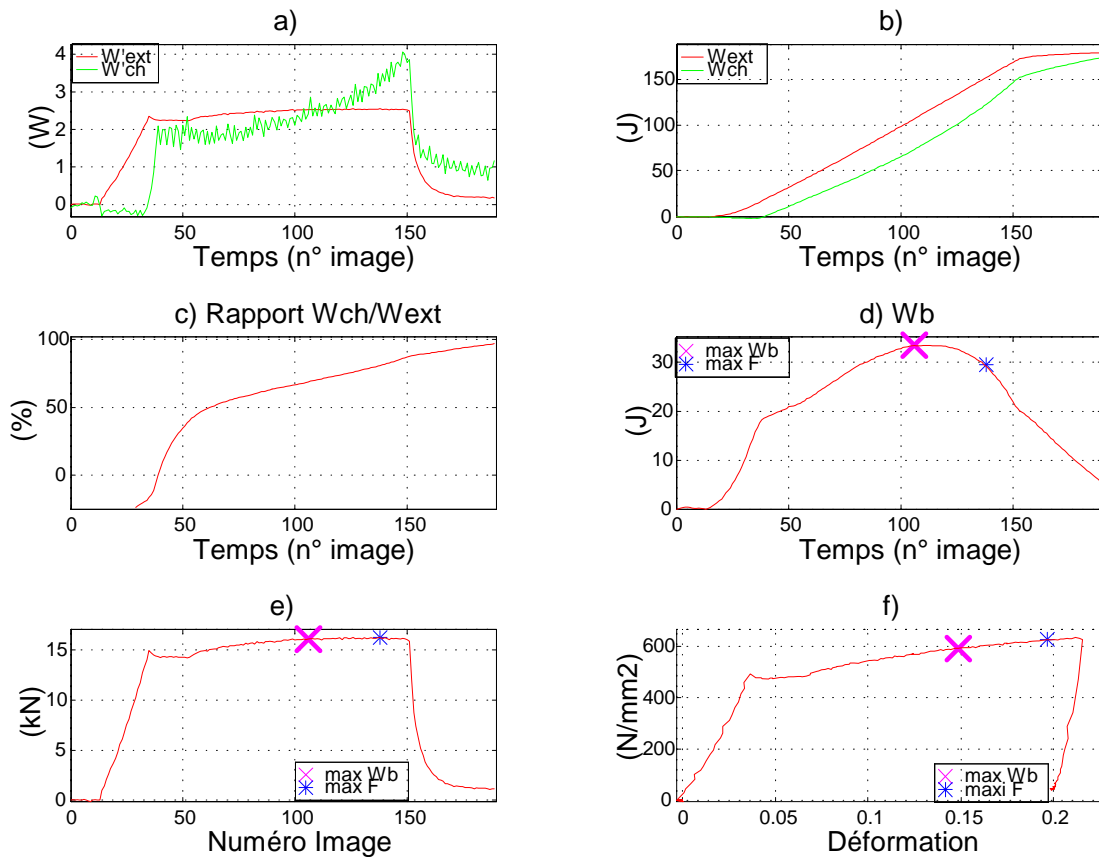 a)
W'ext
W'ch
4
3
2
1
0
(W)
0
50
100
150
Temps (n° image)
b)
Wext
Wch
150
100
50
0
(J)
0
50
100
150
Temps (n° image)
c) Rapport Wch/Wext
100
50
0
(%)
0
50
100
150
Temps (n° image)
d) Wb
max Wb
max F
30
20
10
0
(J)
0
50
100
150
Temps (n° image)
e)
15
10
5
0
(kN)
max Wb
max F
0
50
100
150
Numéro Image
f)
600
400
200
0
(N/mm2)
max Wb
maxi F
0
0.05
0.1
0.15
0.2
Déformation